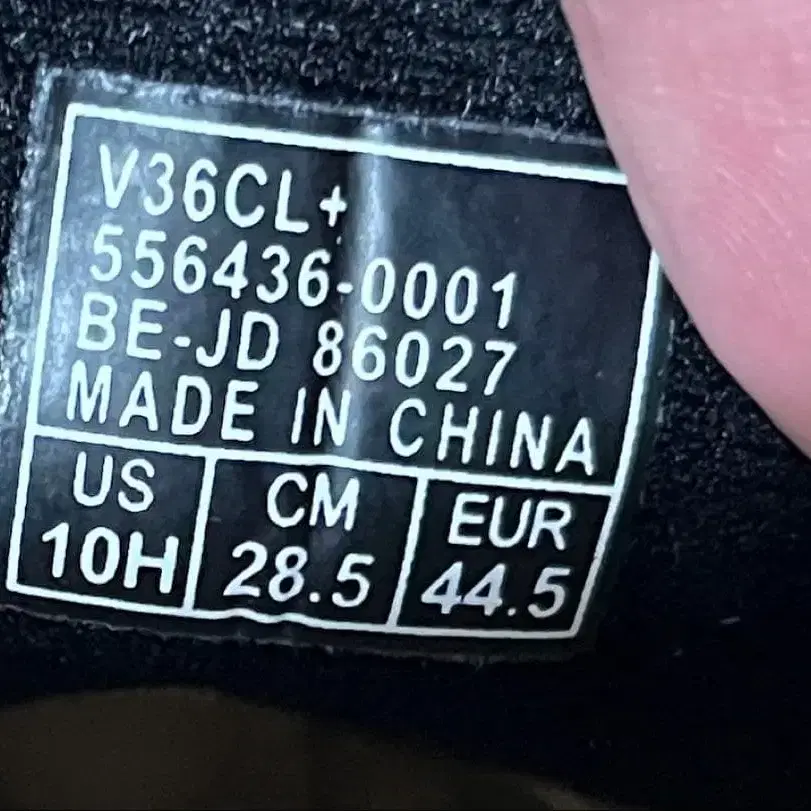 V36CL+
556436-0001
BE-JD 86027
MADE IN CHINA
US CM EUR
10H 28.5 44.5